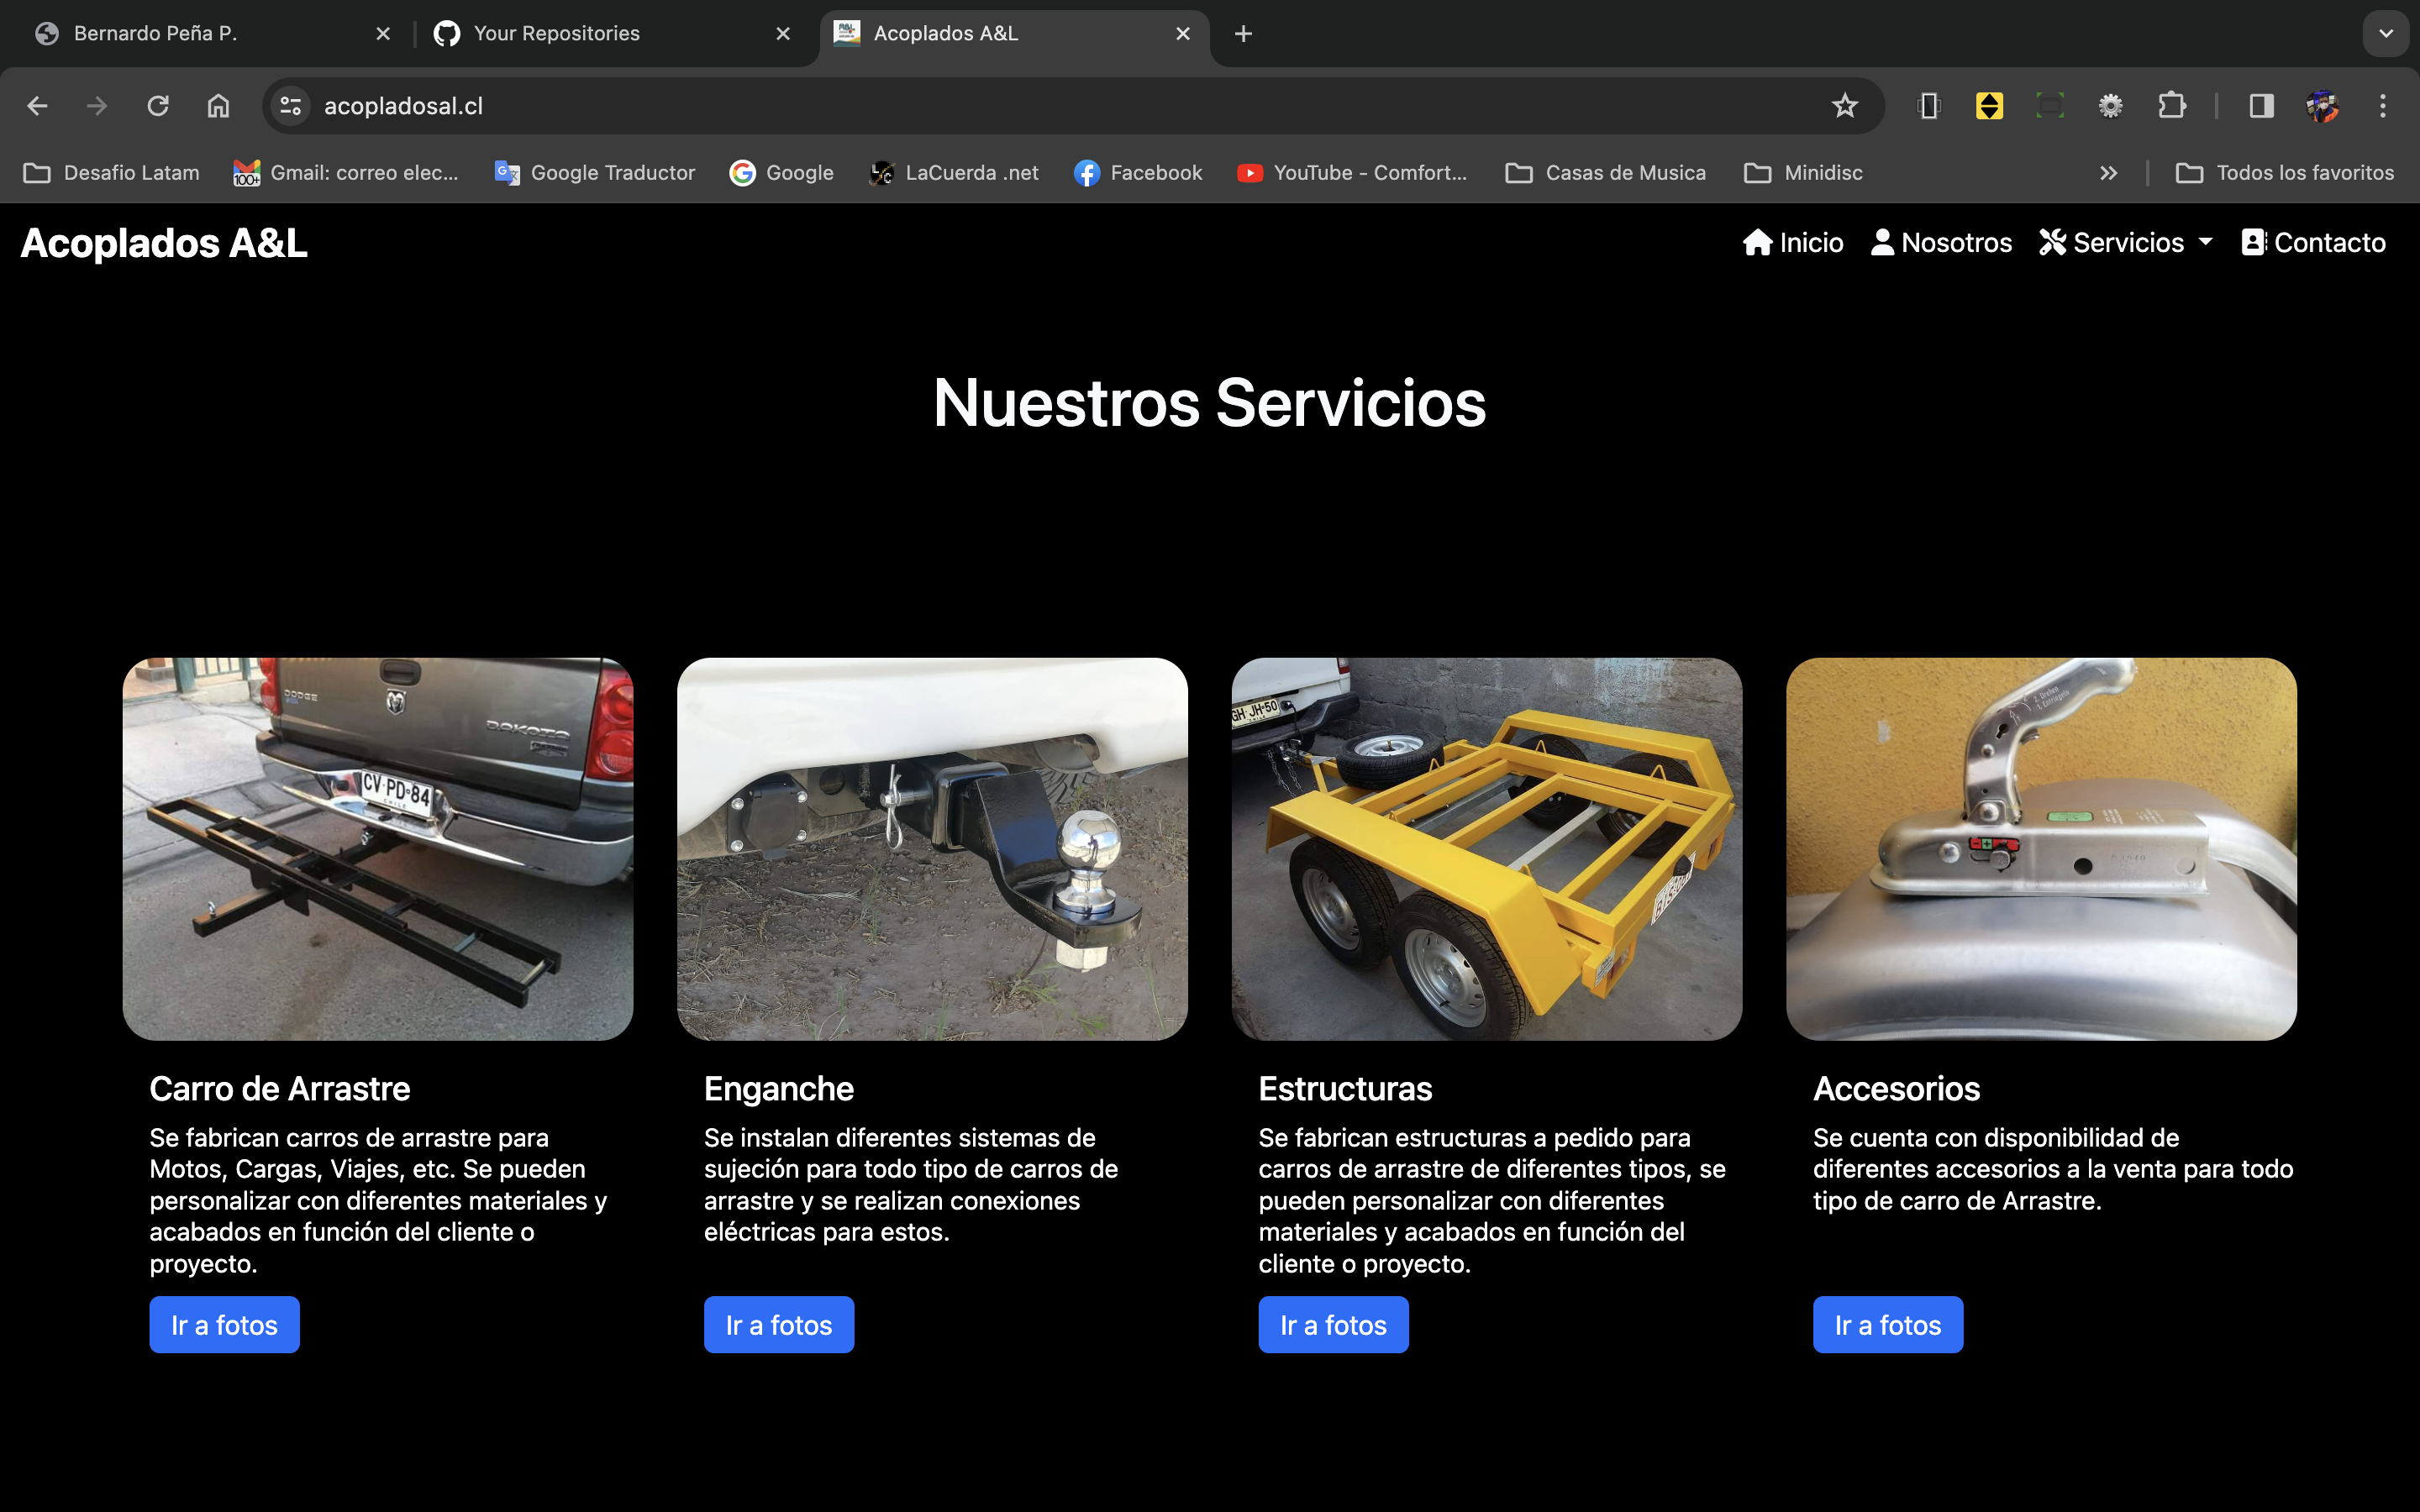 Bernardo Peña P.
Your Repositories
Acoplados A&L
acopladosal.cl
Desafio Latam
100+
Gmail: correo elec...
Google Traductor
Google
LaCuerda .net
Facebook
YouTube - Comfort...
Casas de Musica
Minidisc
Todos los favoritos
Acoplados A&L
Inicio
Nosotros
Servicios
Contacto
Nuestros Servicios
DODGE
DAKOTA
CV·PD·84
CHILE
GH·JH·50
Carro de Arrastre
Se fabrican carros de arrastre para
Motos, Cargas, Viajes, etc. Se pueden
personalizar con diferentes materiales y
acabados en función del cliente o
proyecto.
Ir a fotos
Enganche
Se instalan diferentes sistemas de
sujeción para todo tipo de carros de
arrastre y se realizan conexiones
eléctricas para estos.
Ir a fotos
Estructuras
Se fabrican estructuras a pedido para
carros de arrastre de diferentes tipos, se
pueden personalizar con diferentes
materiales y acabados en función del
cliente o proyecto.
Ir a fotos
Accesorios
Se cuenta con disponibilidad de
diferentes accesorios a la venta para todo
tipo de carro de Arrastre.
Ir a fotos